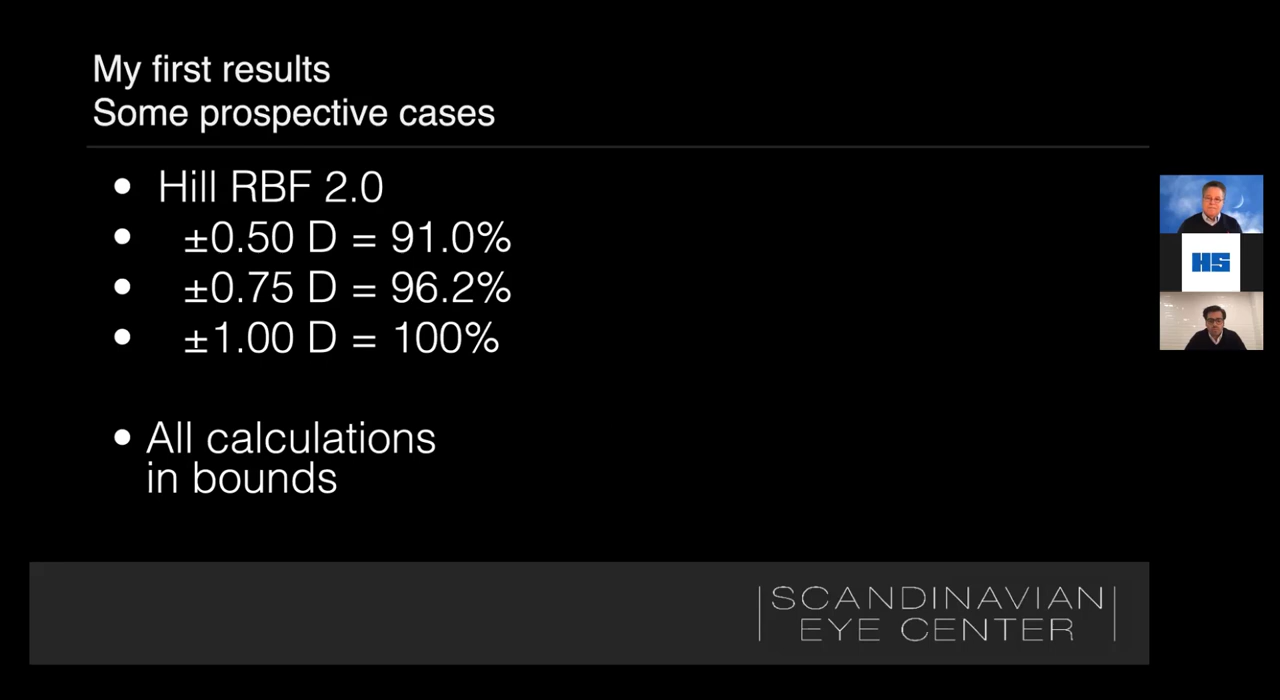 My first results
Some prospective cases
• Hill RBF 2.0
• ±0.50 D = 91.0%
• ±0.75 D = 96.2%
• ±1.00 D = 100%
• All calculations
in bounds
HS
SCANDINAVIAN
EYE CENTER